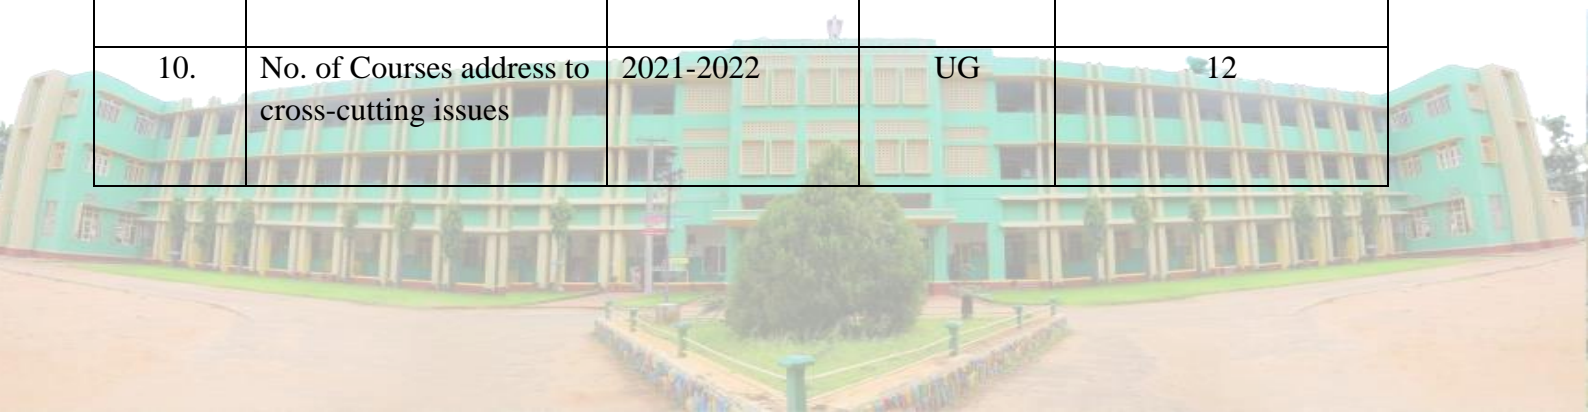 10. No. of Courses address to 2021-2022 UG 12
cross-cutting issues